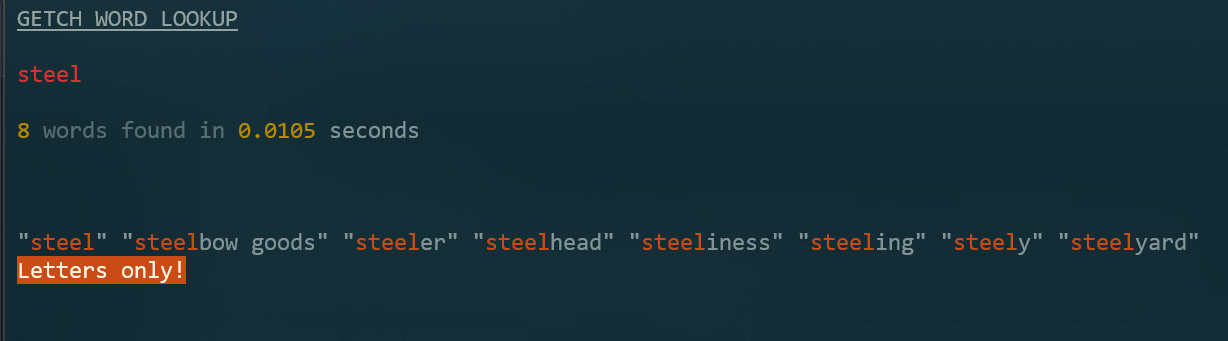 GETCH WORD LOOKUP
steel
8 words found in 0.0105 seconds
"steel" "steelbow goods" "steeler" "steelhead" "steeliness" "steeling" "steely" "steelyard"
Letters only!